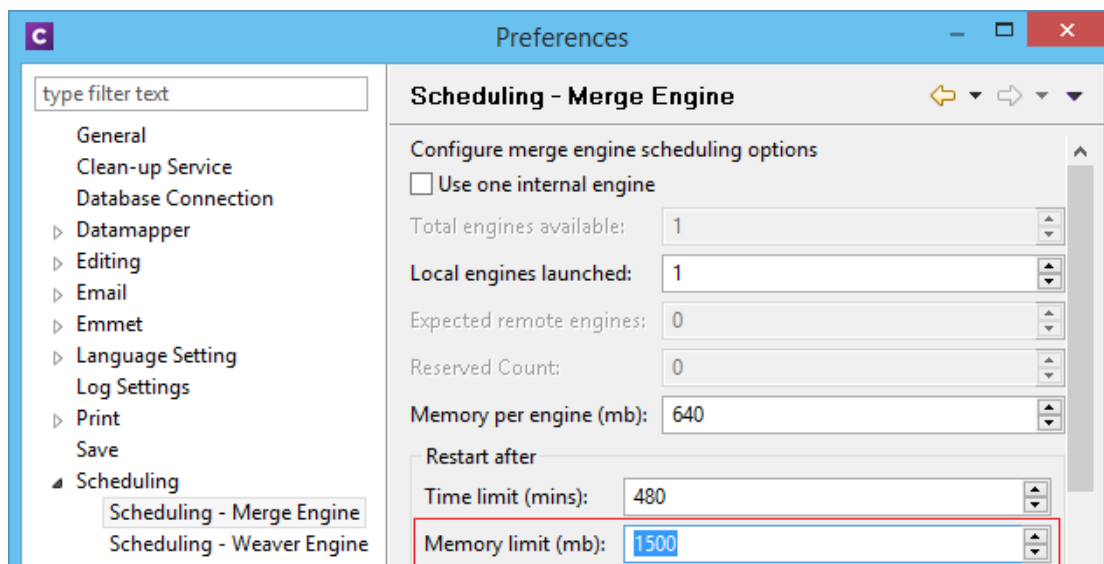 C
Preferences
type filter text
General
Clean-up Service
Database Connection
Datamapper
Editing
Email
Emmet
Language Setting
Log Settings
Print
Save
Scheduling
Scheduling - Merge Engine
Scheduling - Weaver Engine
Scheduling - Merge Engine
Configure merge engine scheduling options
Use one internal engine
Total engines available: 1
Local engines launched: 1
Expected remote engines: 0
Reserved Count: 0
Memory per engine (mb): 640
Restart after
Time limit (mins): 480
Memory limit (mb): 1500